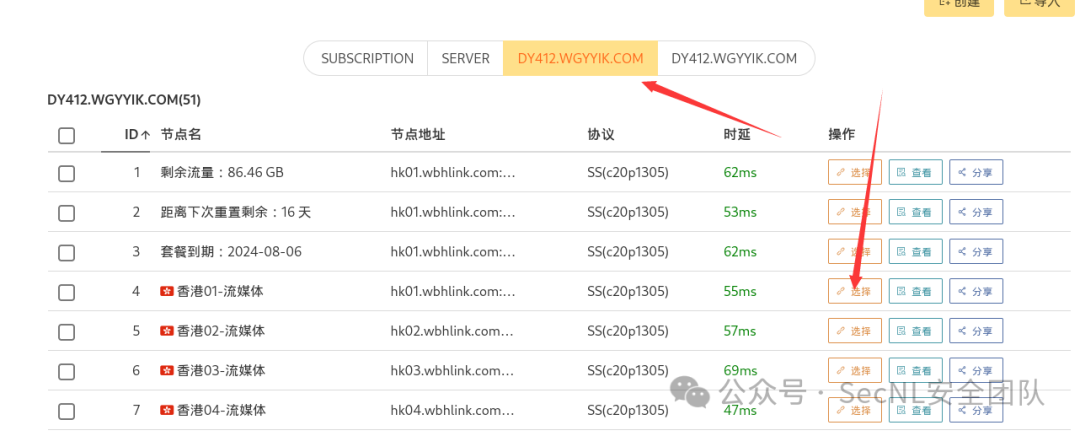 创建 导入
SUBSCRIPTION SERVER DY412.WGYYIK.COM DY412.WGYYIK.COM
DY412.WGYYIK.COM(51)
ID↑ 节点名 节点地址 协议 时延 操作
1 剩余流量：86.46 GB hk01.wbhlink.com:... SS(c20p1305) 62ms 选择 查看 分享
2 距离下次重置剩余：16 天 hk01.wbhlink.com:... SS(c20p1305) 53ms 选择 查看 分享
3 套餐到期：2024-08-06 hk01.wbhlink.com:... SS(c20p1305) 62ms 选择 查看 分享
4 香港01-流媒体 hk01.wbhlink.com:... SS(c20p1305) 55ms 选择 查看 分享
5 香港02-流媒体 hk02.wbhlink.com... SS(c20p1305) 57ms 选择 查看 分享
6 香港03-流媒体 hk03.wbhlink.com... SS(c20p1305) 69ms 选择 查看 分享
公众号 · SecNL安全团队
7 香港04-流媒体 hk04.wbhlink.com... SS(c20p1305) 47ms 选择 查看 分享